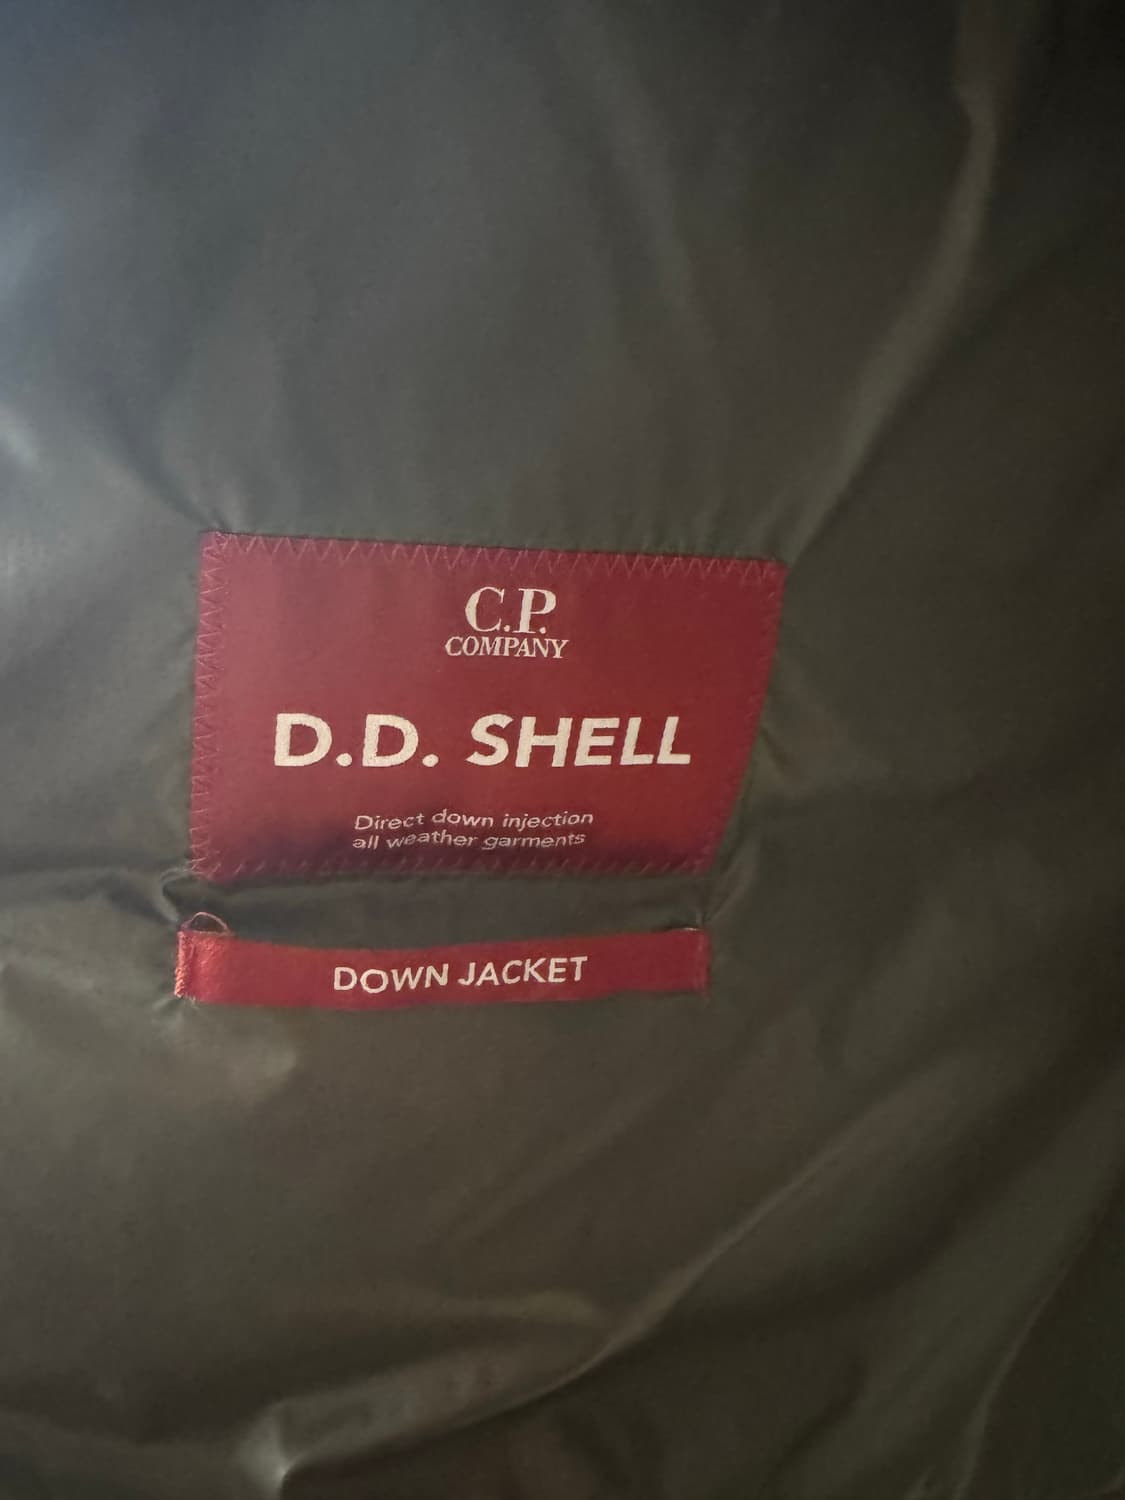 C.P.
COMPANY
D.D. SHELL
Direct down injection
all weather garments
DOWN JACKET